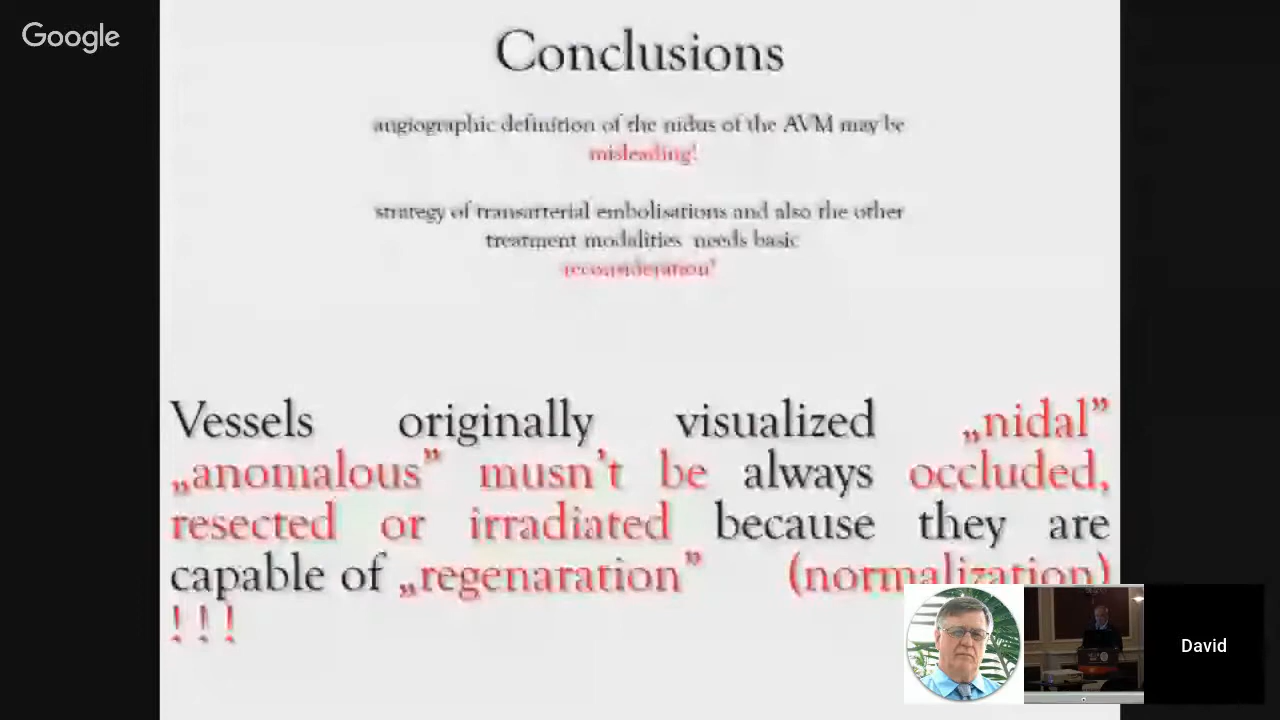 Google
Conclusions
angiographic definition of the nidus of the AVM may be
misleading!
strategy of transarterial embolisations and also the other
treatment modalities needs basic
reconsideration!
Vessels originally visualized „nidal”
„anomalous” musn't be always occluded,
resected or irradiated because they are
capable of „regenaration” (normalization)
!!!
David